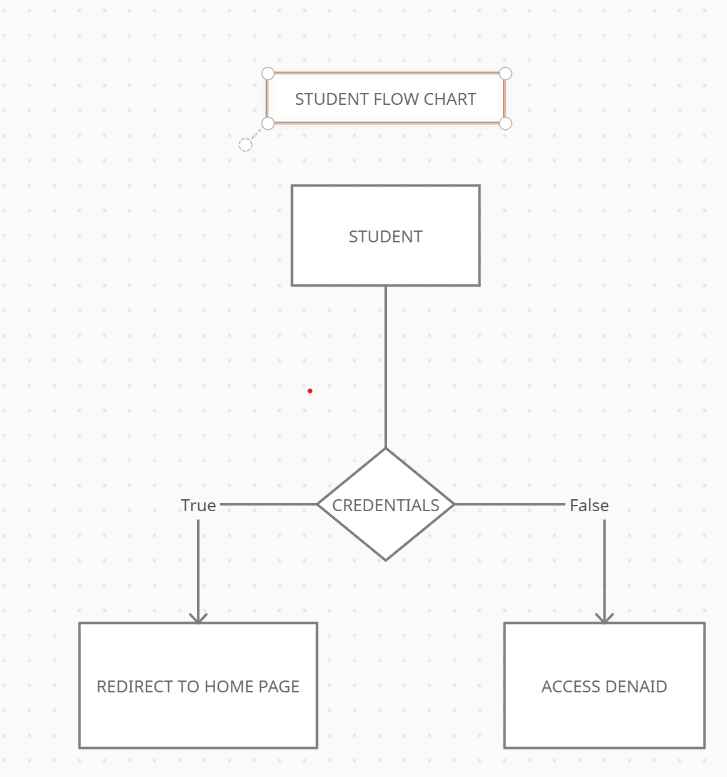 STUDENT FLOW CHART
STUDENT
CREDENTIALS
True
False
REDIRECT TO HOME PAGE
ACCESS DENAID